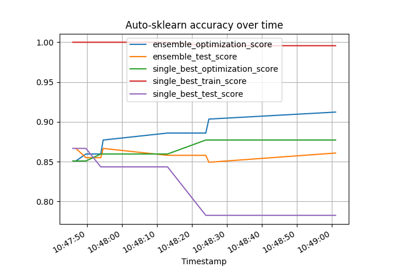 Auto-sklearn accuracy over time
1.00
0.95
0.90
0.85
0.80
ensemble_optimization_score
ensemble_test_score
single_best_optimization_score
single_best_train_score
single_best_test_score
10:47:50
10:48:00
10:48:10
10:48:20
10:48:30
10:48:40
10:48:50
10:49:00
Timestamp